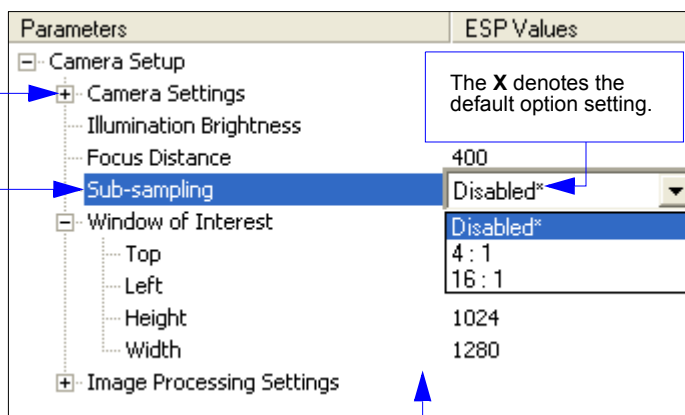 Parameters ESP Values
Camera Setup
The X denotes the
default option setting.
Camera Settings
Illumination Brightness
Focus Distance 400
Sub-sampling Disabled*
Window of Interest Disabled*
Top 4 : 1
Left 16 : 1
Height 1024
Width 1280
Image Processing Settings